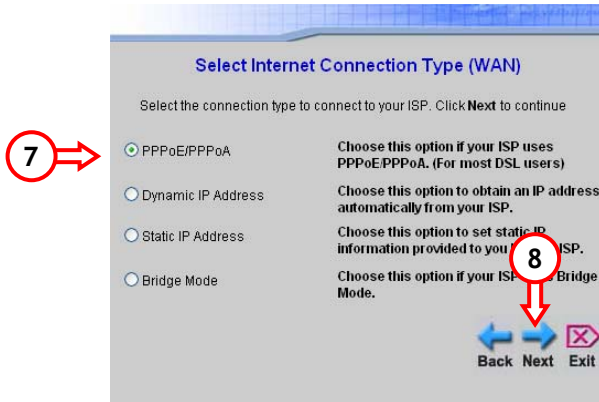 Select Internet Connection Type (WAN)
Select the connection type to connect to your ISP. Click Next to continue
7
PPPoE/PPPoA
Choose this option if your ISP uses
PPPoE/PPPoA. (For most DSL users)
Dynamic IP Address
Choose this option to obtain an IP address
automatically from your ISP.
Static IP Address
Choose this option to set static IP
information provided to you ISP.
8
Bridge Mode
Choose this option if your ISP Bridge
Mode.
Back Next Exit